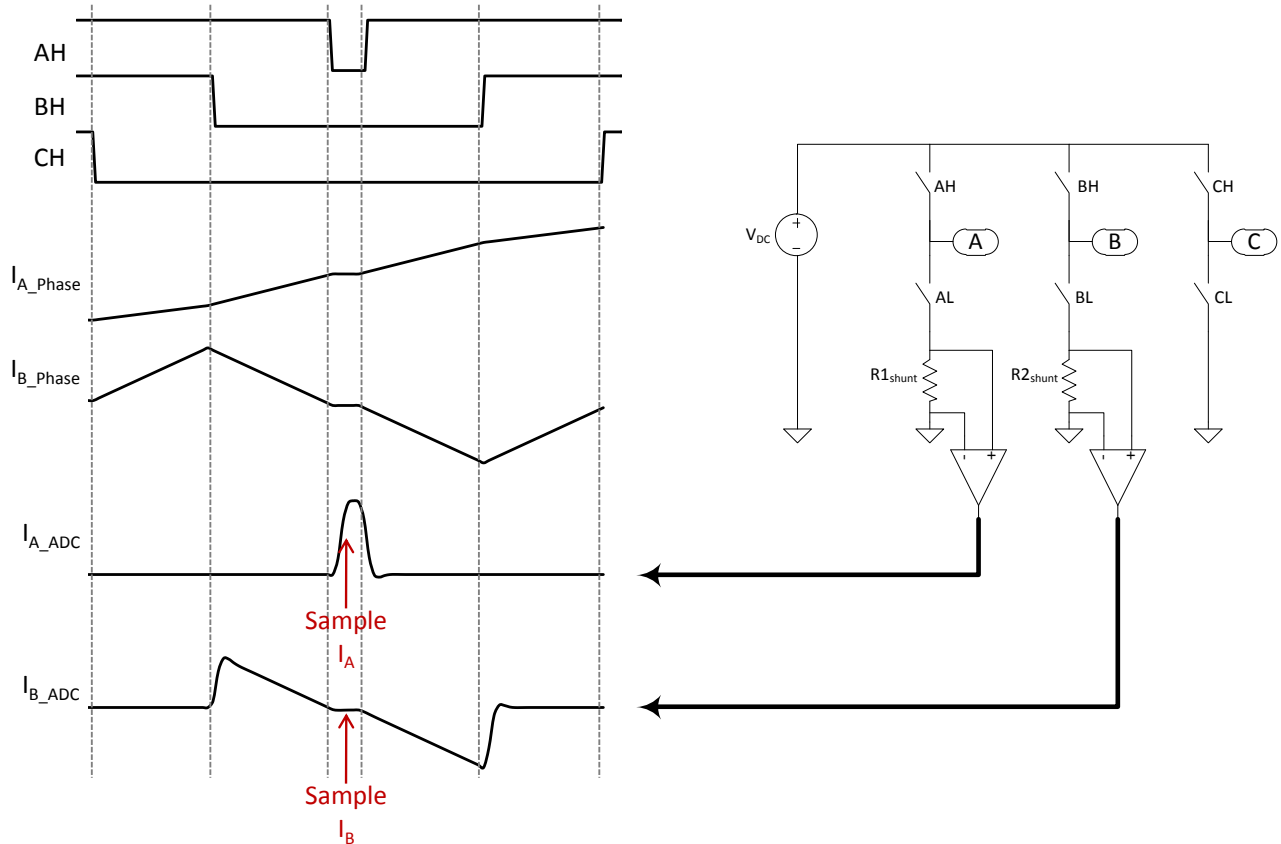 AH
BH
CH
I_A_Phase
I_B_Phase
I_A_ADC
Sample
I_A
I_B_ADC
Sample
I_B
V_DC
+
−
AH
BH
CH
A
B
C
AL
BL
CL
R1_shunt
R2_shunt
- +
- +